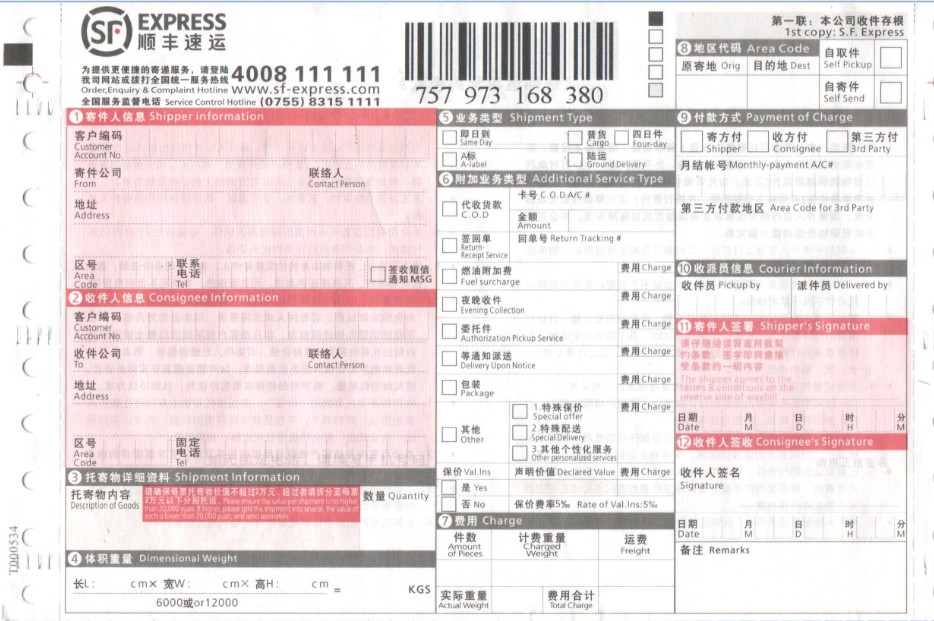 SF EXPRESS
顺丰速运
为提供更便捷的寄递服务，请登陆
我司网站或拨打全国统一服务热线 4008 111 111
Order,Enquiry & Complaint Hotline www.sf-express.com
全国服务监督电话 Service Control Hotline (0755) 8315 1111
757 973 168 380
第一联：本公司收件存根
1st copy: S.F. Express
⑧地区代码 Area Code
原寄地 Orig 目的地 Dest
自取件
Self Pickup
自寄件
Self Send
①寄件人信息 Shipper information
客户编码
Customer
Account No.
寄件公司
From
联络人
Contact Person
地址
Address
区号
Area
Code
联系
电话
Tel
签收短信
通知MSG
②收件人信息 Consignee Information
客户编码
Customer
Account No.
收件公司
To
联络人
Contact Person
地址
Address
区号
Area
Code
固定
电话
Tel
③托寄物详细资料 Shipment Information
托寄物内容
Description of Goods
请确保每票托寄有价值不超过2万元，超过者请拆分至每票
2万元以下分别托运。Please ensure the value per shipment is no higher
than 20,000 yuan. If higher, please split the shipment into several, the value of
each is lower than 20,000 yuan, and send separately.
数量 Quantity
④体积重量 Dimensional Weight
长L: cm× 宽W: cm× 高H: cm = KGS
6000或or12000
⑤业务类型 Shipment Type
即日到
Same Day
普货
Cargo
四日件
Four-day
A标
A-label
陆运
Ground Delivery
⑥附加业务类型 Additional Service Type
代收货款
C.O.D
卡号 C.O.D A/C #
金额
Amount
签回单
Return-
Receipt Service
回单号 Return Tracking #
燃油附加费
Fuel surcharge
费用 Charge
夜晚收件
Evening Collection
费用 Charge
委托件
Authorization Pickup Service
费用 Charge
等通知派送
Delivery Upon Notice
费用 Charge
包装
Package
费用 Charge
其他
Other
1.特殊保价
Special offer
费用 Charge
2.特殊配送
Special Delivery
3.其他个性化服务
Other personalized services
保价 Val.Ins 声明价值 Declared Value 费用 Charge
是 Yes
否 No 保价费率5‰ Rate of Val.Ins:5‰
⑦费用 Charge
件数
Amount
of Pieces
计费重量
Charged
Weight
运费
Freight
实际重量
Actual Weight
费用合计
Total Charge
⑨付款方式 Payment of Charge
寄方付
Shipper
收方付
Consignee
第三方付
3rd Party
月结帐号 Monthly-payment A/C#
第三方付款地区 Area Code for 3rd Party
⑩收派员信息 Courier Information
收件员 Pickup by 派件员 Delivered by
⑪寄件人签署 Shipper's Signature
请仔细阅读背面所载契
约条款，签字即同意接
受条款的一切内容
The shipper agrees to the
terms & conditions on the
reverse side of waybill
日期 月 日 时 分
Date M D H M
⑫收件人签收 Consignee's Signature
收件人签名
Signature
日期 月 日 时 分
Date M D H M
备注 Remarks
T000534